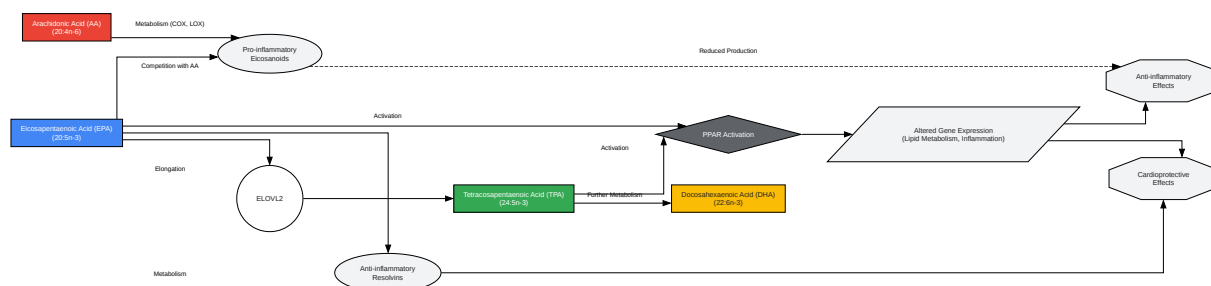 Arachidonic Acid (AA)
(20:4n-6)
Metabolism (COX, LOX)
Pro-inflammatory
Eicosanoids
Reduced Production
Competition with AA
Anti-inflammatory
Effects
Eicosapentaenoic Acid (EPA)
(20:5n-3)
Activation
PPAR Activation
Altered Gene Expression
(Lipid Metabolism, Inflammation)
Activation
Elongation
Cardioprotective
Effects
ELOVL2
Tetracosapentaenoic Acid (TPA)
(24:5n-3)
Further Metabolism
Docosahexaenoic Acid (DHA)
(22:6n-3)
Metabolism
Anti-inflammatory
Resolvins